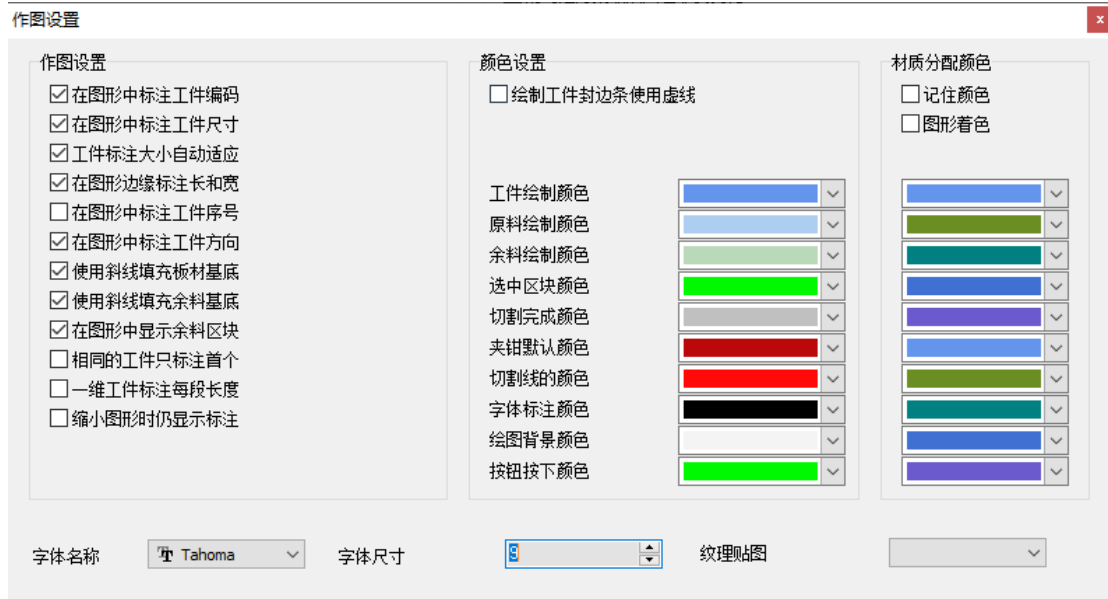 作图设置
x
作图设置
在图形中标注工件编码
在图形中标注工件尺寸
工件标注大小自动适应
在图形边缘标注长和宽
在图形中标注工件序号
在图形中标注工件方向
使用斜线填充板材基底
使用斜线填充余料基底
在图形中显示余料区块
相同的工件只标注首个
一维工件标注每段长度
缩小图形时仍显示标注
颜色设置
绘制工件封边条使用虚线
工件绘制颜色
原料绘制颜色
余料绘制颜色
选中区块颜色
切割完成颜色
夹钳默认颜色
切割线的颜色
字体标注颜色
绘图背景颜色
按钮按下颜色
材质分配颜色
记住颜色
图形着色
字体名称 Tahoma 字体尺寸 9 纹理贴图